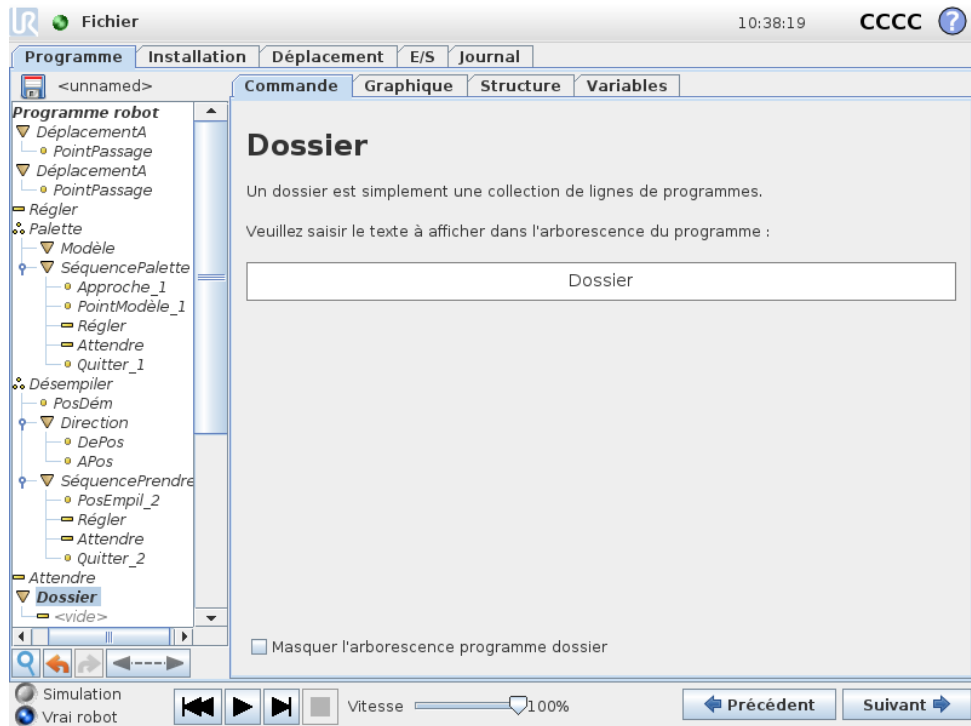 UR Fichier 10:38:19 CCCC ?
Programme Installation Déplacement E/S Journal
<unnamed> Commande Graphique Structure Variables
Programme robot
DéplacementA
PointPassage
DéplacementA
PointPassage
Régler
Palette
Modèle
SéquencePalette
Approche_1
PointModèle_1
Régler
Attendre
Quitter_1
Désempiler
PosDém
Direction
DePos
APos
SéquencePrendre
PosEmpil_2
Régler
Attendre
Quitter_2
Attendre
Dossier
<vide>
Dossier
Un dossier est simplement une collection de lignes de programmes.
Veuillez saisir le texte à afficher dans l'arborescence du programme :
Dossier
Masquer l'arborescence programme dossier
Simulation
Vrai robot
Vitesse 100%
Précédent Suivant